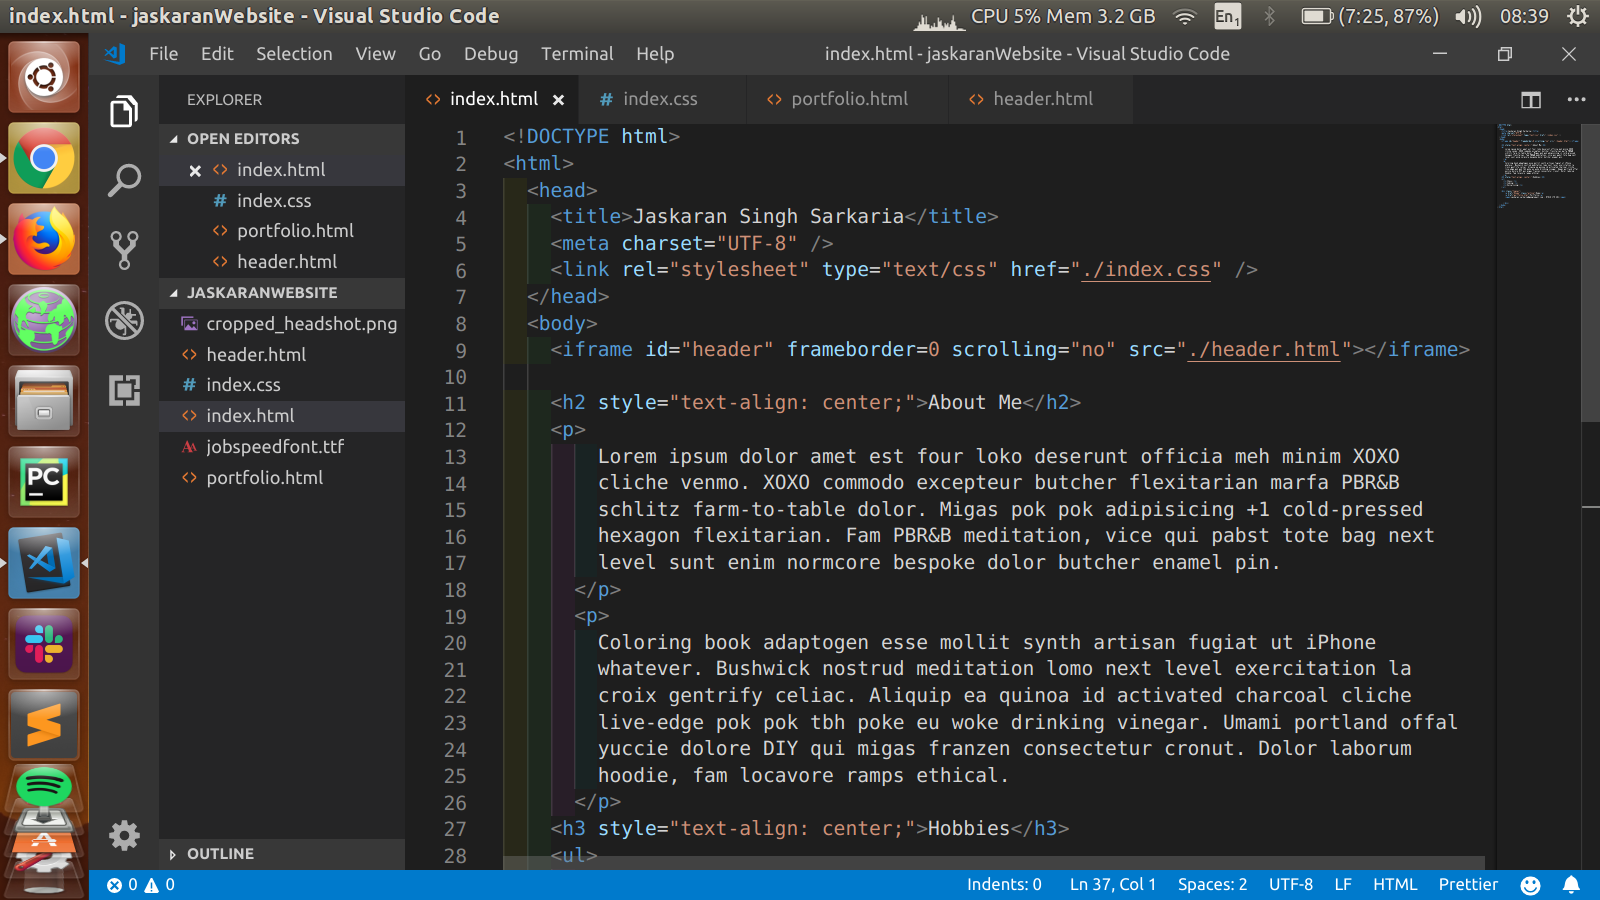 index.html - jaskaranWebsite - Visual Studio Code
CPU 5% Mem 3.2 GB
En1
(7:25, 87%)
08:39
File Edit Selection View Go Debug Terminal Help
index.html - jaskaranWebsite - Visual Studio Code
EXPLORER
index.html
# index.css
<> portfolio.html
<> header.html
OPEN EDITORS
<> index.html
# index.css
<> portfolio.html
<> header.html
JASKARANWEBSITE
cropped_headshot.png
<> header.html
# index.css
<> index.html
jobspeedfont.ttf
<> portfolio.html
OUTLINE
PC
1 <!DOCTYPE html>
2 <html>
3 <head>
4 <title>Jaskaran Singh Sarkaria</title>
5 <meta charset="UTF-8" />
6 <link rel="stylesheet" type="text/css" href="./index.css" />
7 </head>
8 <body>
9 <iframe id="header" frameborder=0 scrolling="no" src="./header.html"></iframe>
10
11 <h2 style="text-align: center;">About Me</h2>
12 <p>
13 Lorem ipsum dolor amet est four loko deserunt officia meh minim XOXO
14 cliche venmo. XOXO commodo excepteur butcher flexitarian marfa PBR&B
15 schlitz farm-to-table dolor. Migas pok pok adipisicing +1 cold-pressed
16 hexagon flexitarian. Fam PBR&B meditation, vice qui pabst tote bag next
17 level sunt enim normcore bespoke dolor butcher enamel pin.
18 </p>
19 <p>
20 Coloring book adaptogen esse mollit synth artisan fugiat ut iPhone
21 whatever. Bushwick nostrud meditation lomo next level exercitation la
22 croix gentrify celiac. Aliquip ea quinoa id activated charcoal cliche
23 live-edge pok pok tbh poke eu woke drinking vinegar. Umami portland offal
24 yuccie dolore DIY qui migas franzen consectetur cronut. Dolor laborum
25 hoodie, fam locavore ramps ethical.
26 </p>
27 <h3 style="text-align: center;">Hobbies</h3>
28 <ul>
0 0
Indents: 0 Ln 37, Col 1 Spaces: 2 UTF-8 LF HTML Prettier